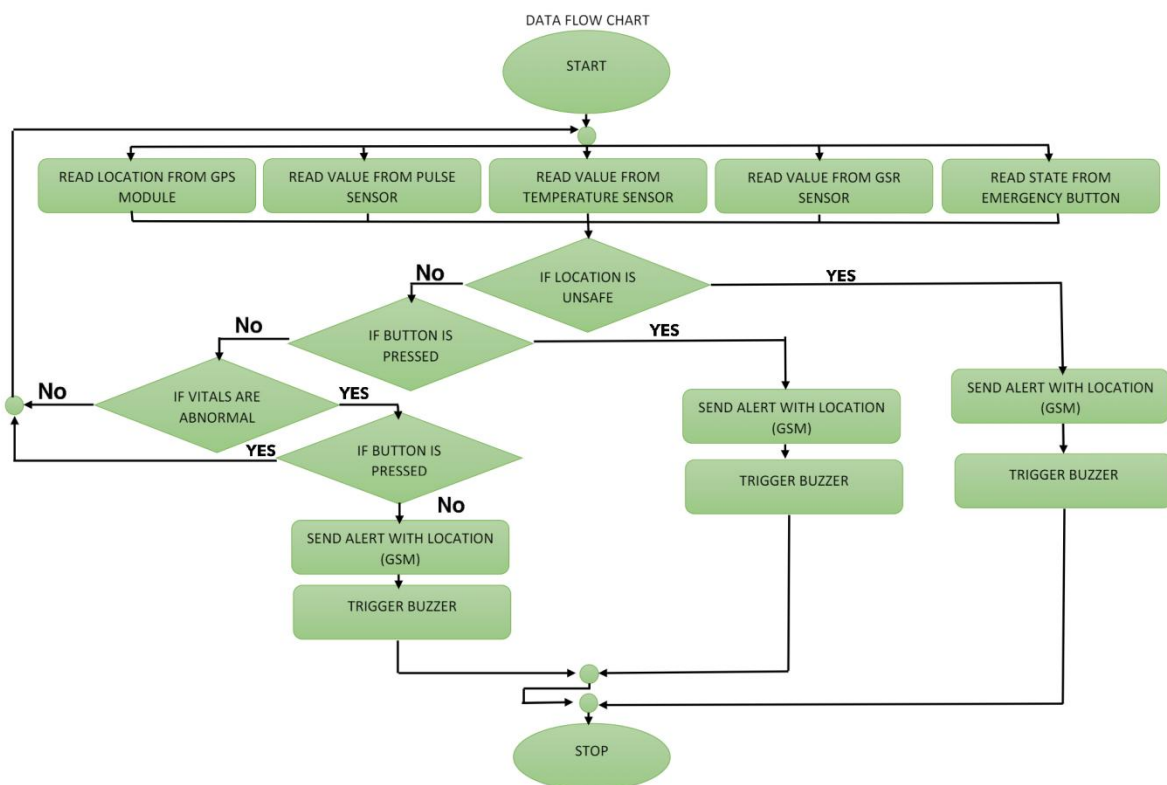 DATA FLOW CHART
START
READ LOCATION FROM GPS
MODULE
READ VALUE FROM PULSE
SENSOR
READ VALUE FROM
TEMPERATURE SENSOR
READ VALUE FROM GSR
SENSOR
READ STATE FROM
EMERGENCY BUTTON
IF LOCATION IS
UNSAFE
No
YES
IF BUTTON IS
PRESSED
No
YES
IF VITALS ARE
ABNORMAL
No
YES
IF BUTTON IS
PRESSED
YES
No
SEND ALERT WITH LOCATION
(GSM)
TRIGGER BUZZER
SEND ALERT WITH LOCATION
(GSM)
TRIGGER BUZZER
SEND ALERT WITH LOCATION
(GSM)
TRIGGER BUZZER
STOP